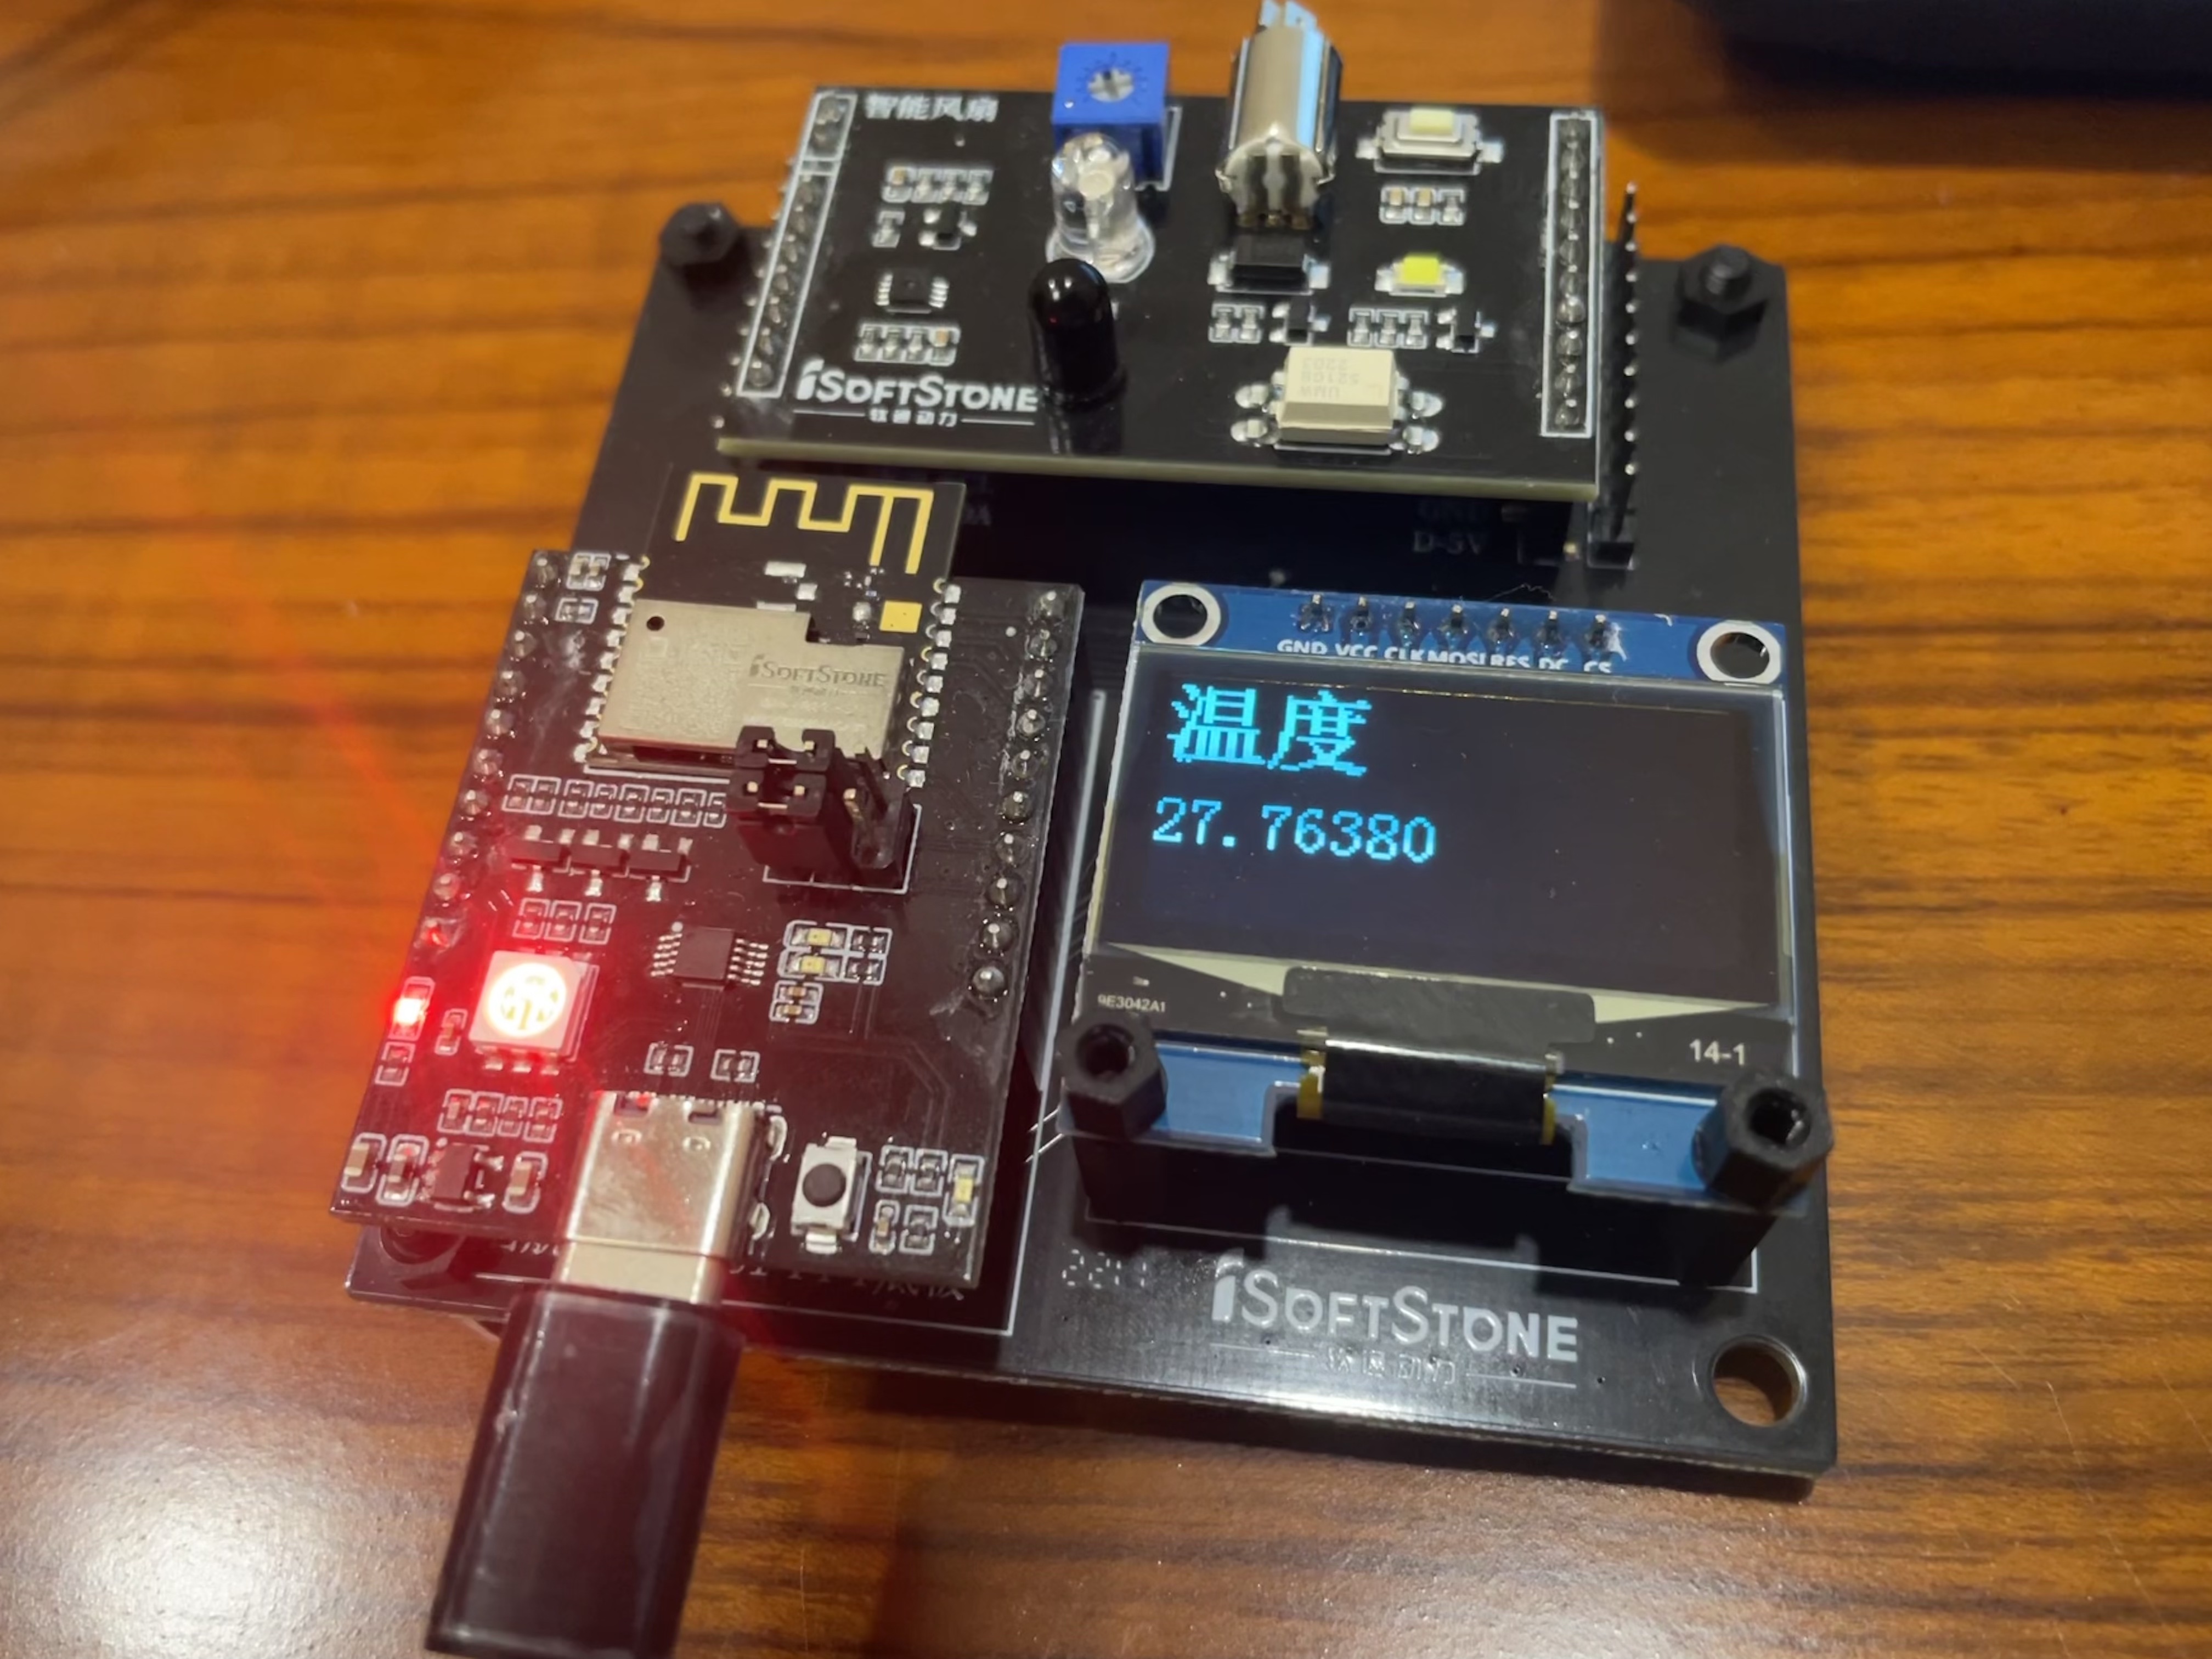 智能风扇
iSOFTSTONE
软通动力
D-5V
iSOFTSTONE
GND VCC CLK MOSI RES DC CS
温度
27.76380
9E3042A1
14-1
iSOFTSTONE
软通动力